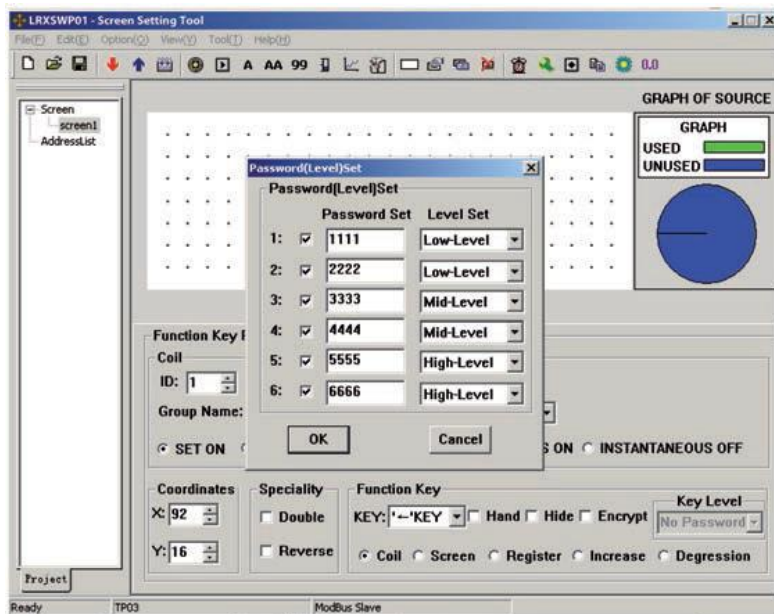 LRXSWP01 - Screen Setting Tool
File(F) Edit(E) Option(O) View(V) Tool(T) Help(H)
A AA 99 0.0
Screen
screen1
AddressList
GRAPH OF SOURCE
GRAPH
USED
UNUSED
Password(Level)Set
Password(Level)Set
Password Set Level Set
1: 1111 Low-Level
2: 2222 Low-Level
3: 3333 Mid-Level
4: 4444 Mid-Level
5: 5555 High-Level
6: 6666 High-Level
OK Cancel
Function Key
Coil
ID: 1
Group Name:
SET ON S ON INSTANTANEOUS OFF
Coordinates
X: 92
Y: 16
Speciality
Double
Reverse
Function Key
KEY: '←'KEY Hand Hide Encrypt
Key Level
No Password
Coil Screen Register Increase Degression
Project
Ready TP03 ModBus Slave